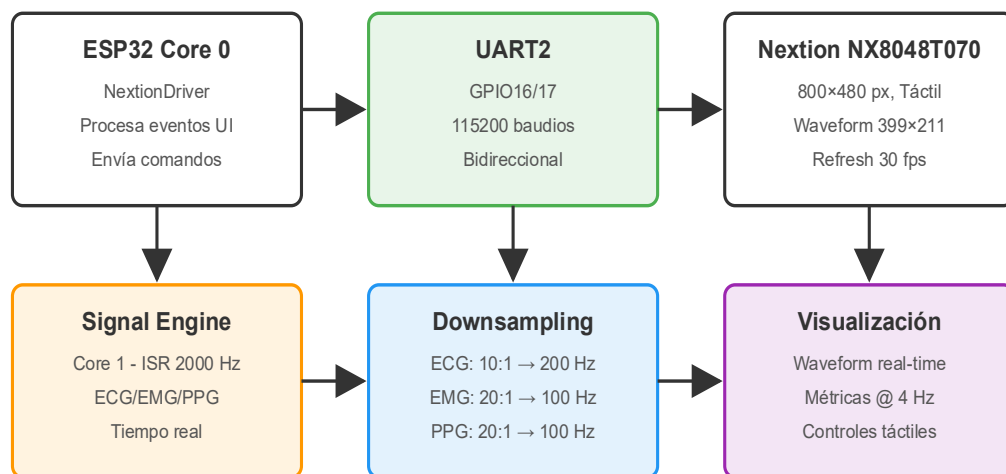 ESP32 Core 0
NextionDriver
Procesa eventos UI
Envía comandos
UART2
GPIO16/17
115200 baudios
Bidireccional
Nextion NX8048T070
800×480 px, Táctil
Waveform 399×211
Refresh 30 fps
Signal Engine
Core 1 - ISR 2000 Hz
ECG/EMG/PPG
Tiempo real
Downsampling
ECG: 10:1 → 200 Hz
EMG: 20:1 → 100 Hz
PPG: 20:1 → 100 Hz
Visualización
Waveform real-time
Métricas @ 4 Hz
Controles táctiles